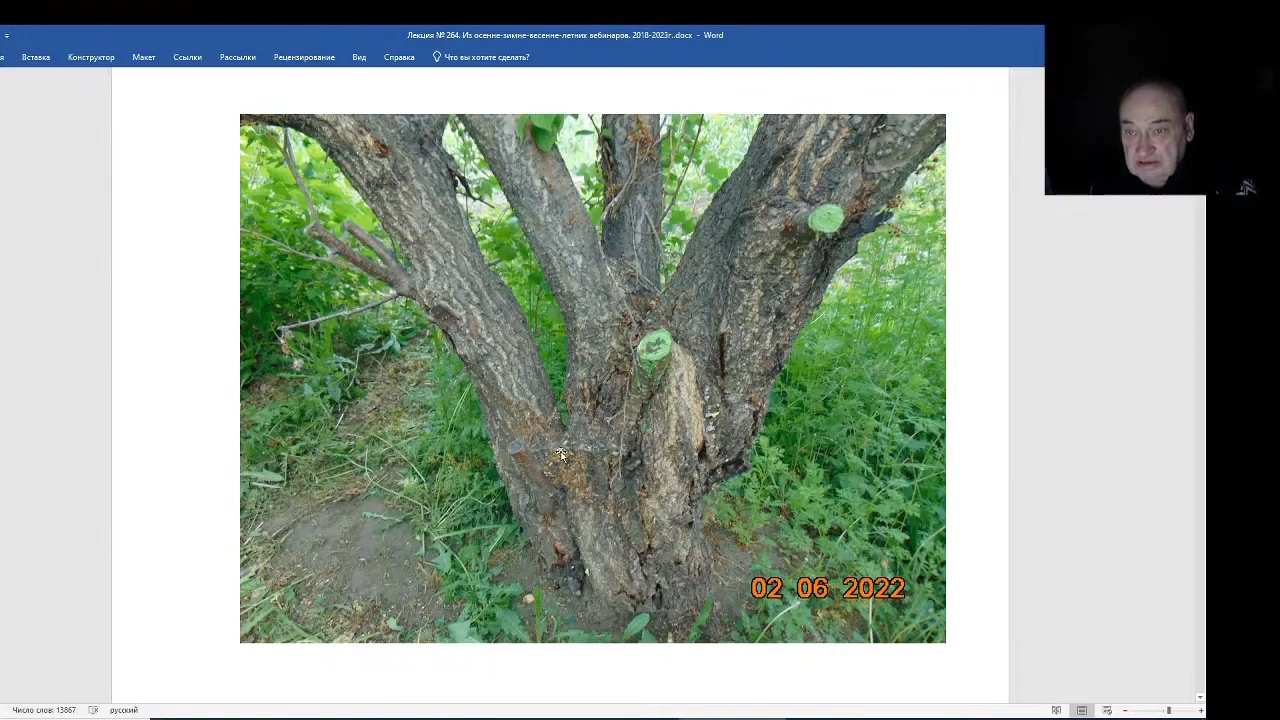 Лекция № 264. Из осенне-зимне-весенне-летних вебинаров. 2018-2023г..docx - Word
Вставка Конструктор Макет Ссылки Рассылки Рецензирование Вид Справка Что вы хотите сделать?
02 06 2022
Число слов: 13867 русский